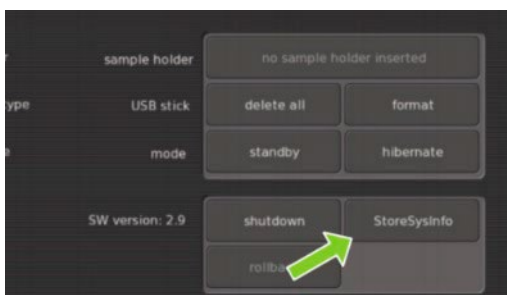 sample holder no sample holder inserted
ype USB stick delete all format
mode standby hibernate
SW version: 2.9 shutdown StoreSysInfo